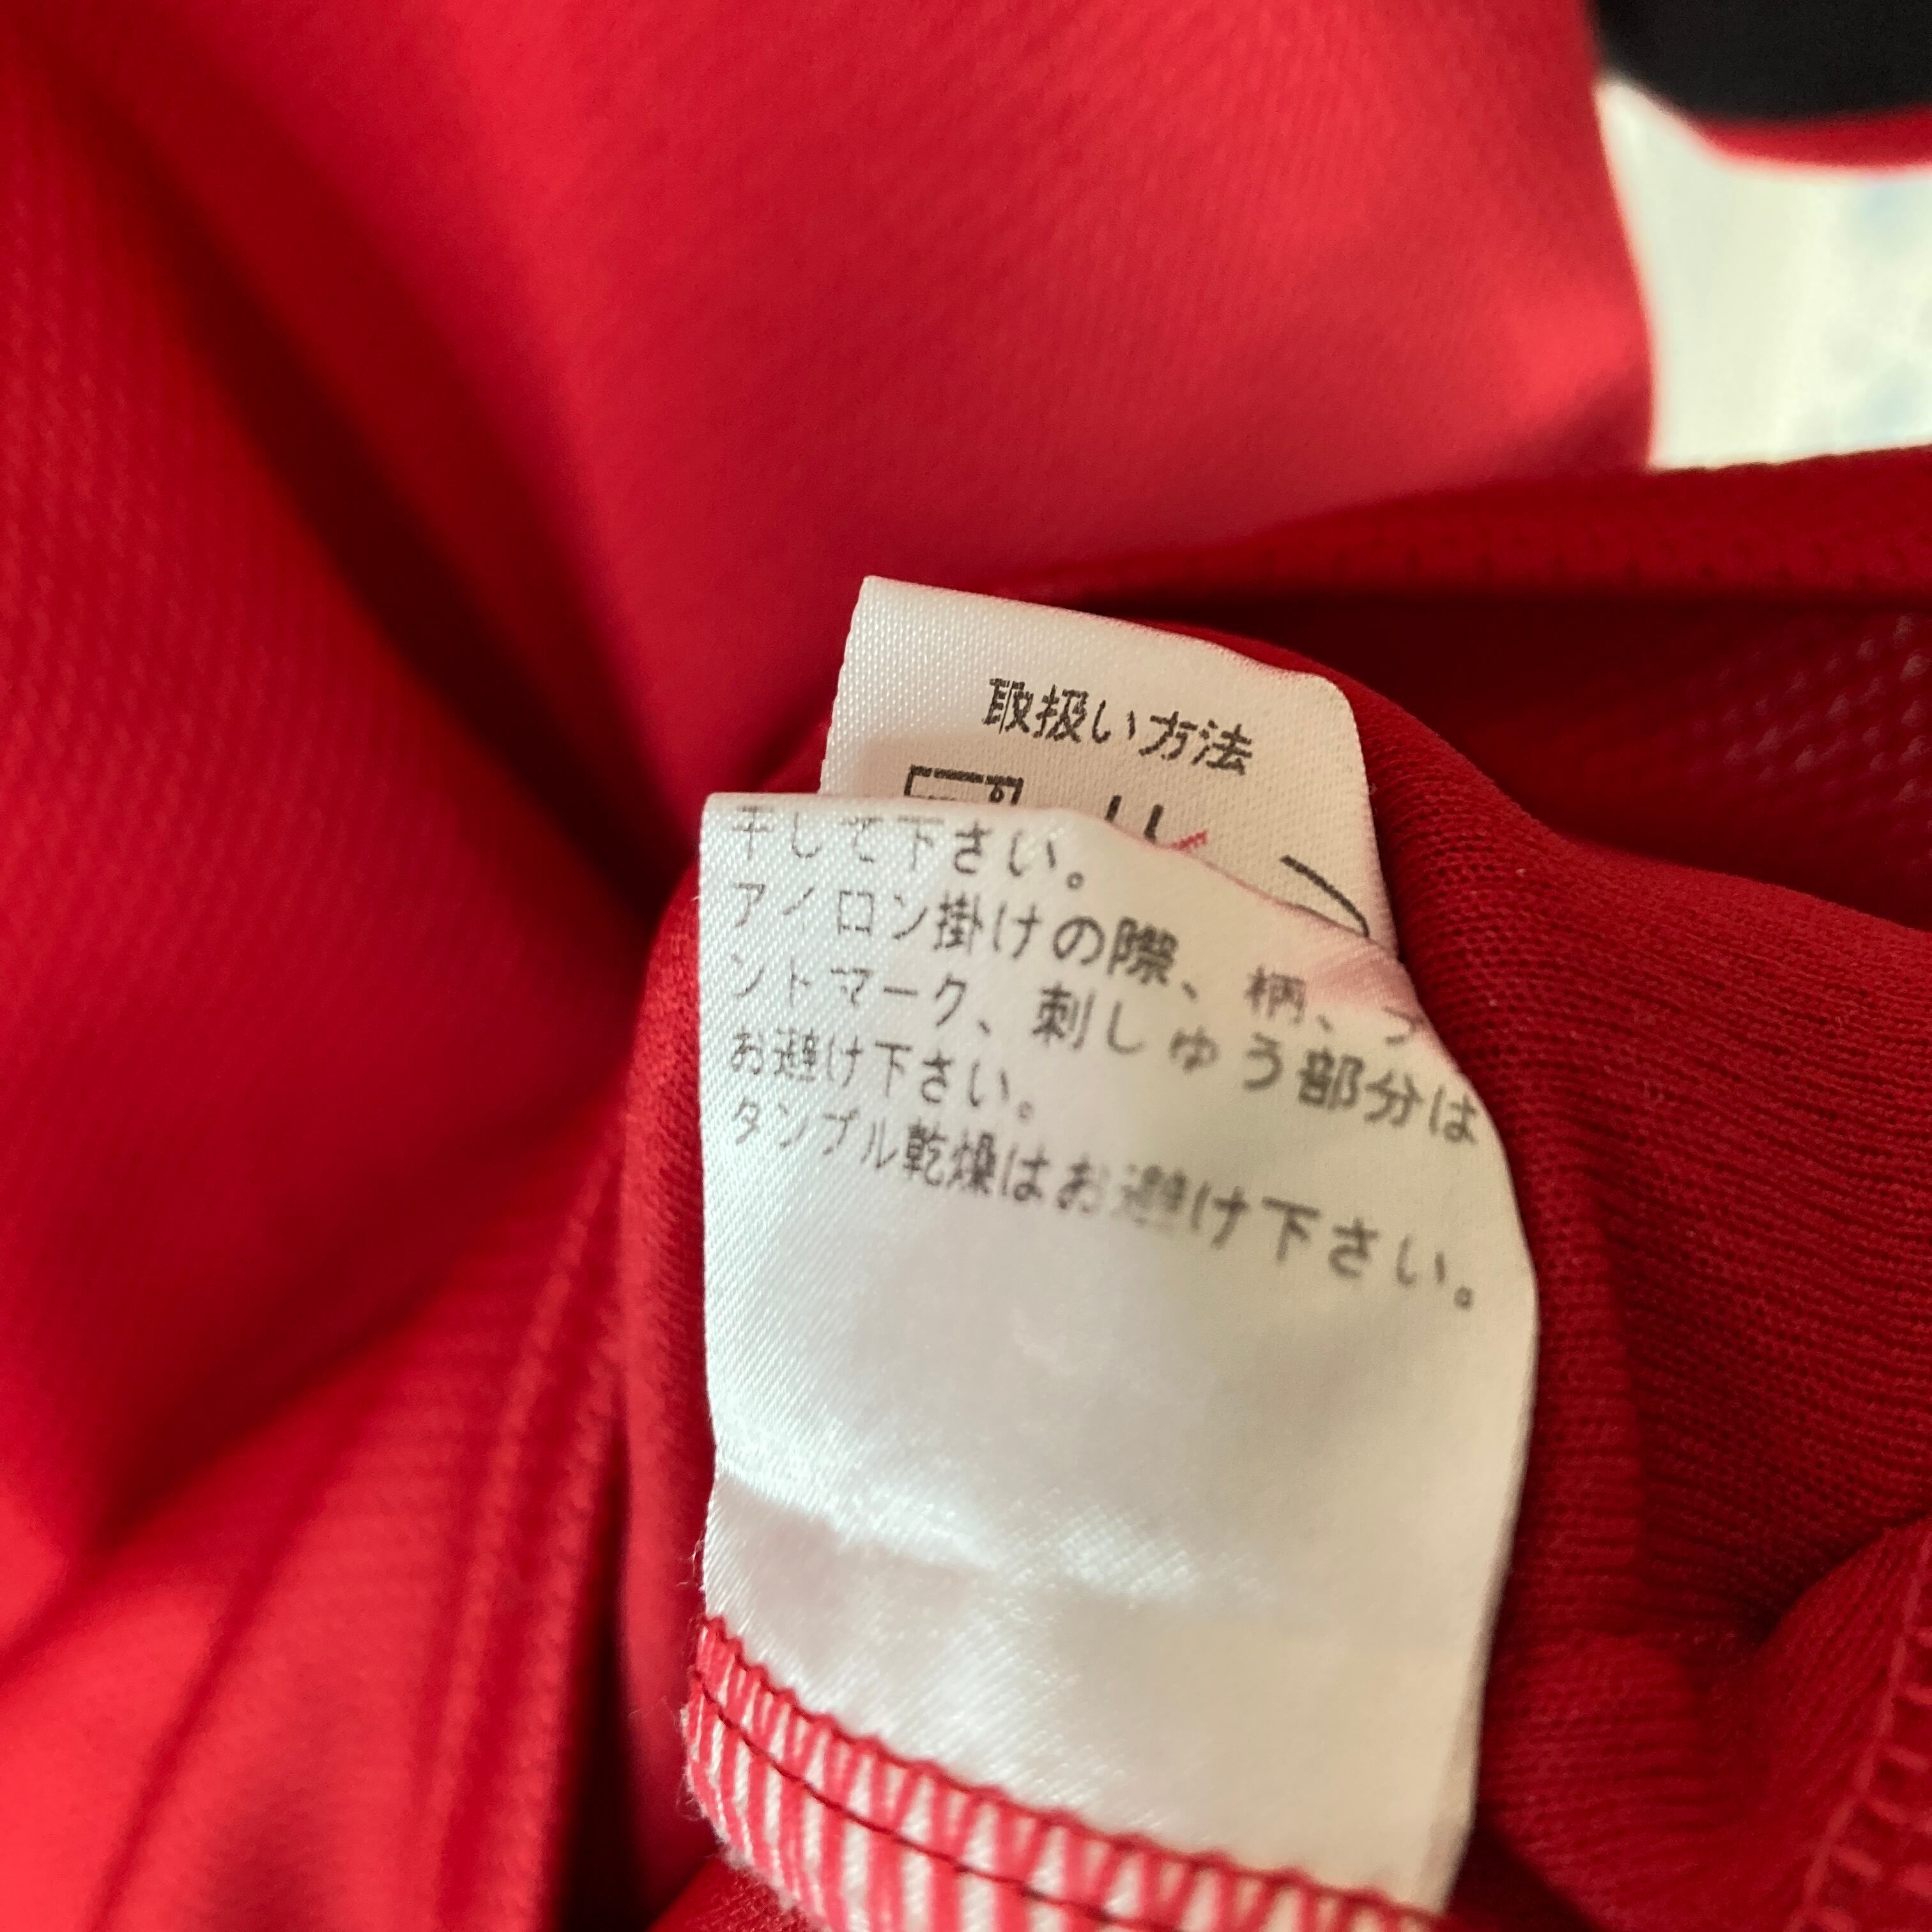 取扱い方法
干して下さい。
アイロン掛けの際、柄、プ
ントマーク、刺しゅう部分は
お避け下さい。
タンブル乾燥はお避け下さい。